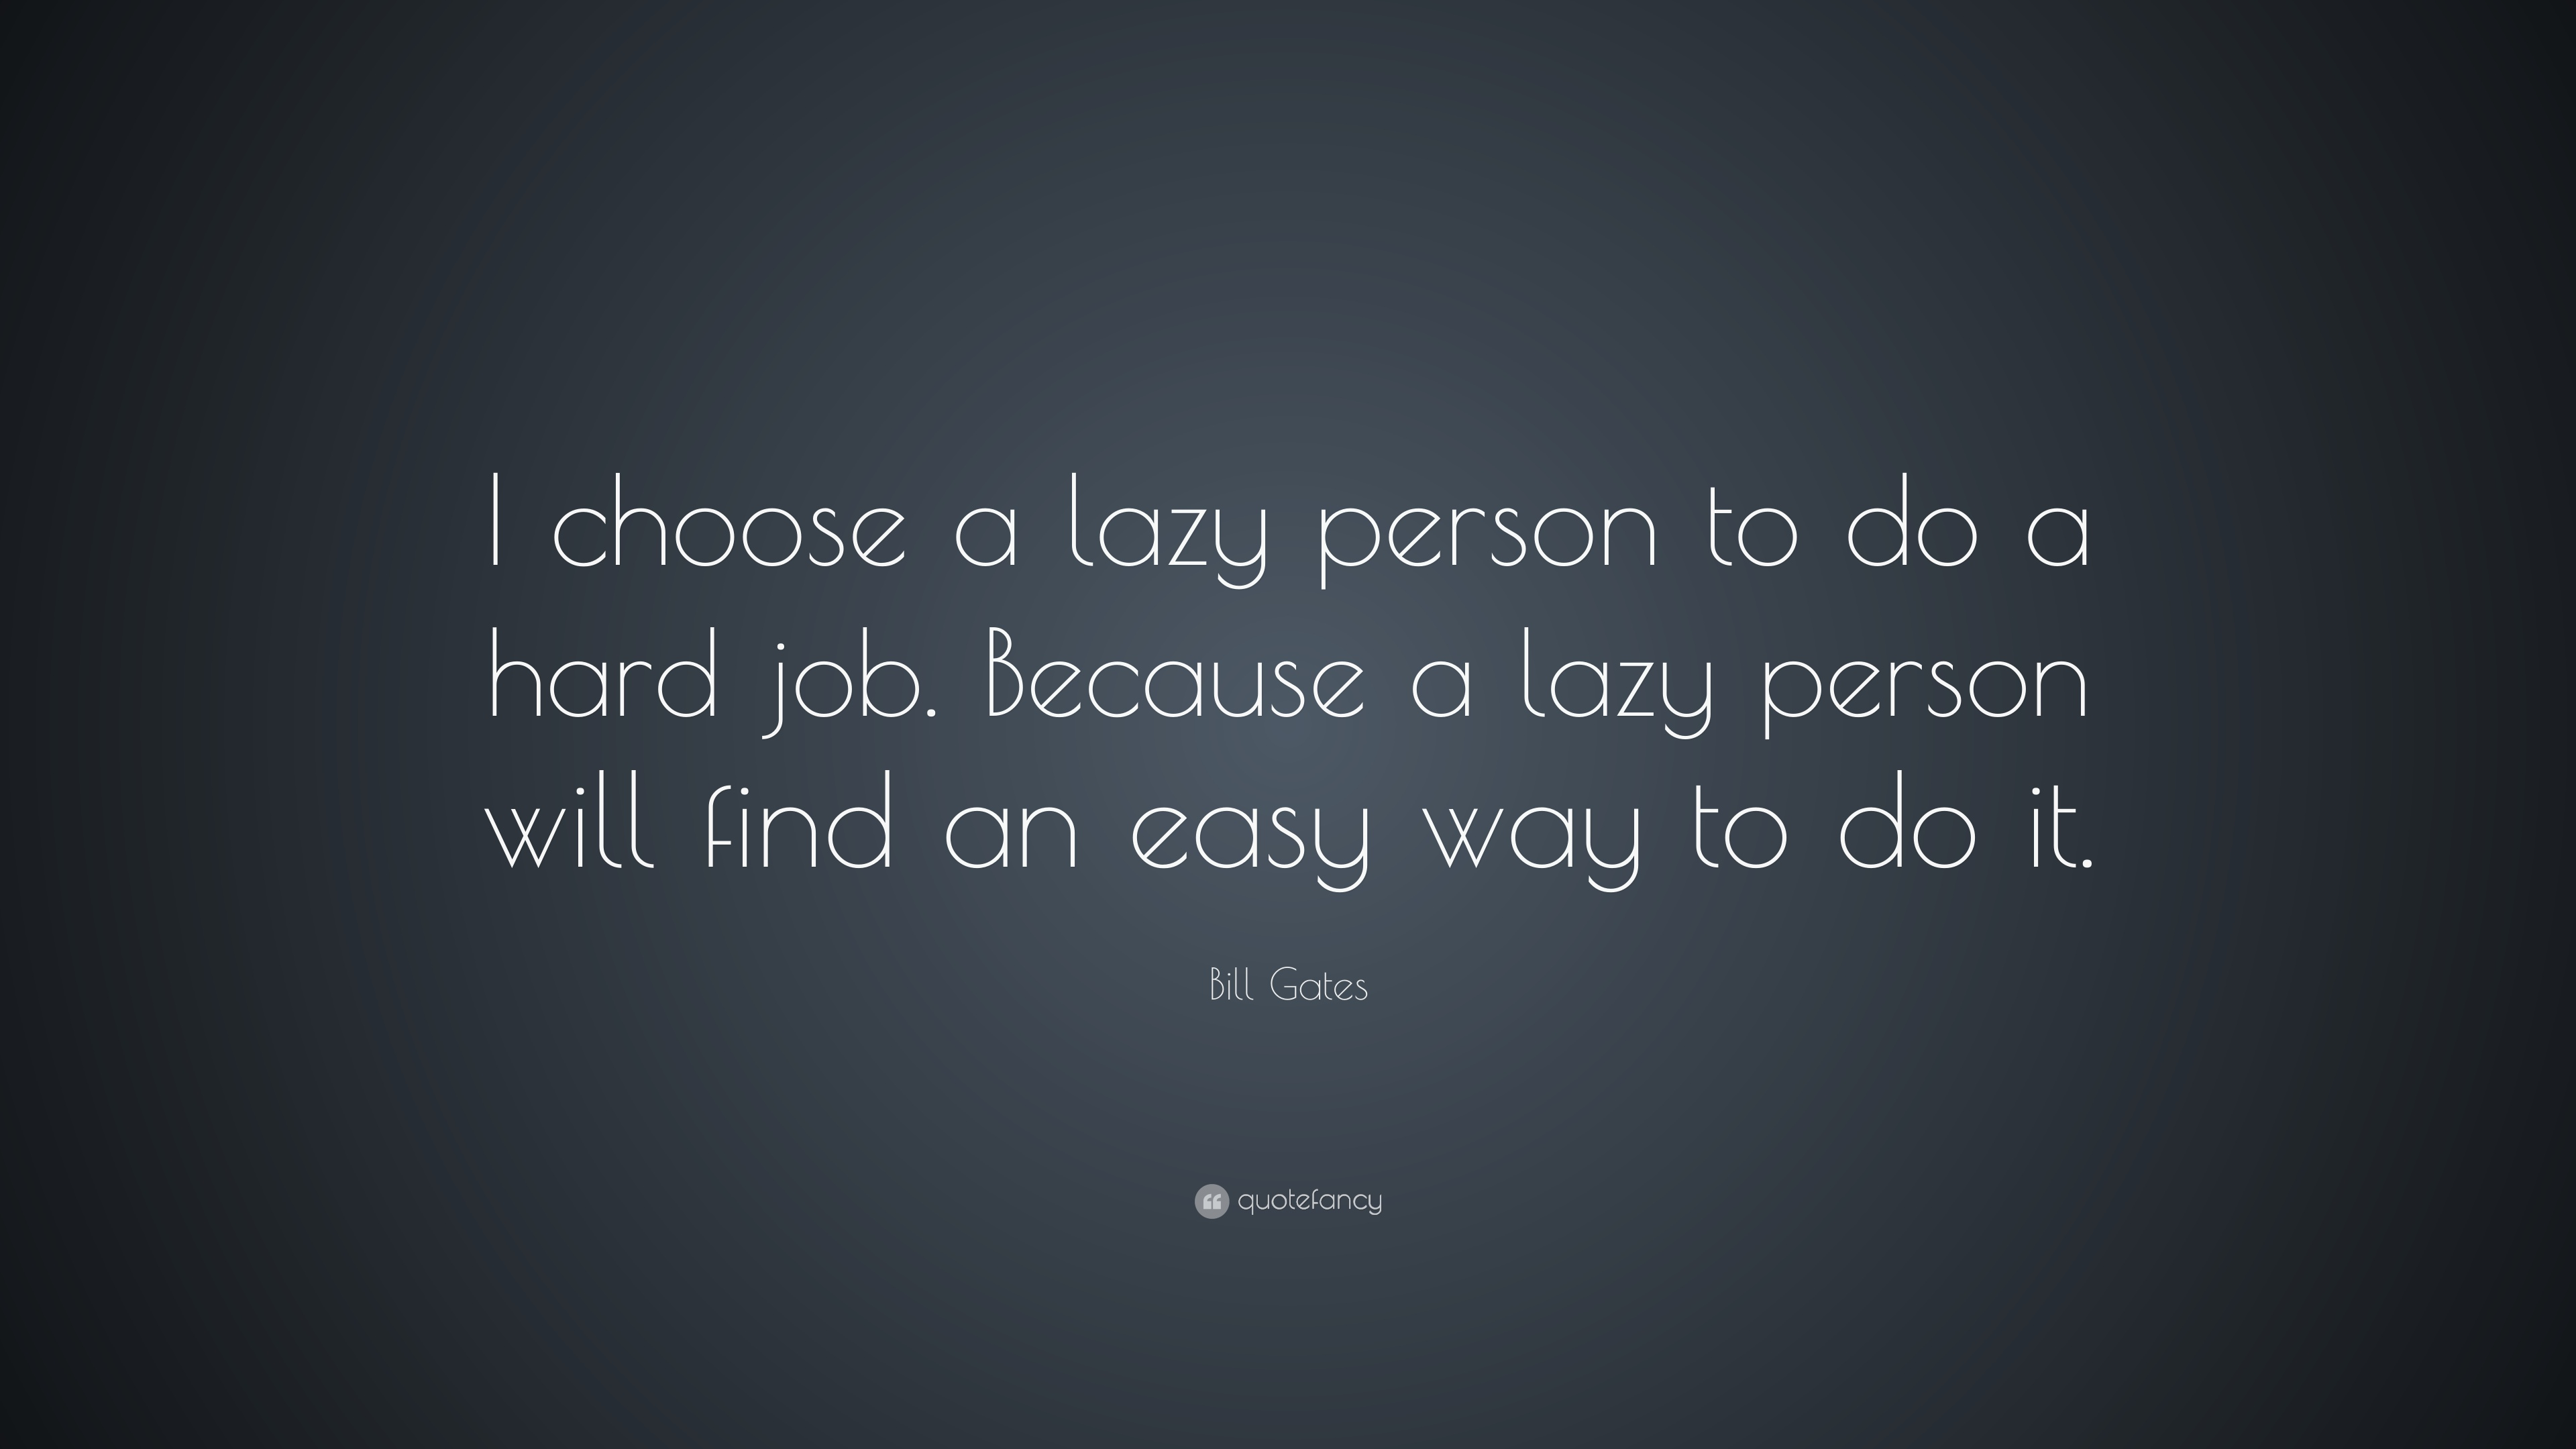 I choose a lazy person to do a
hard job. Because a lazy person
will find an easy way to do it.
Bill Gates
quotefancy